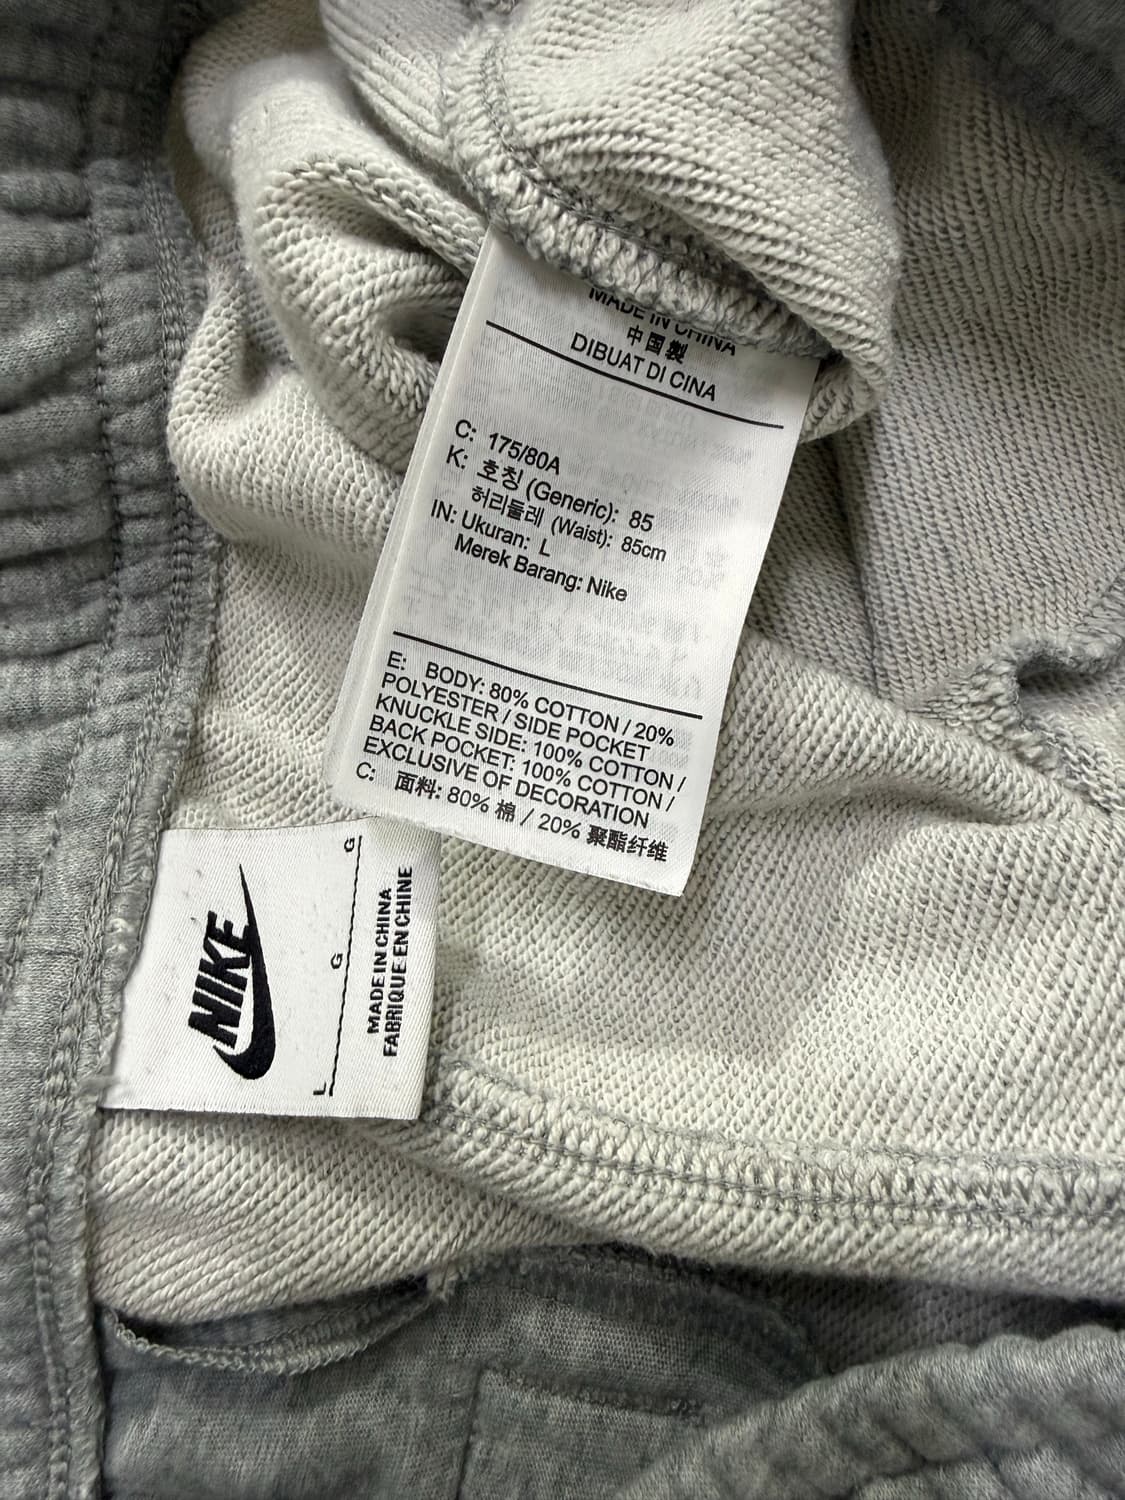 MADE IN CHINA
中国製
DIBUAT DI CINA
C: 175/80A
K: 호칭 (Generic): 85
허리둘레 (Waist): 85cm
IN: Ukuran: L
Merek Barang: Nike
E: BODY: 80% COTTON / 20%
POLYESTER / SIDE POCKET
KNUCKLE SIDE: 100% COTTON /
BACK POCKET: 100% COTTON /
EXCLUSIVE OF DECORATION
C: 面料: 80% 棉 / 20% 聚酯纤维
NIKE
L G G
MADE IN CHINA
FABRIQUE EN CHINE